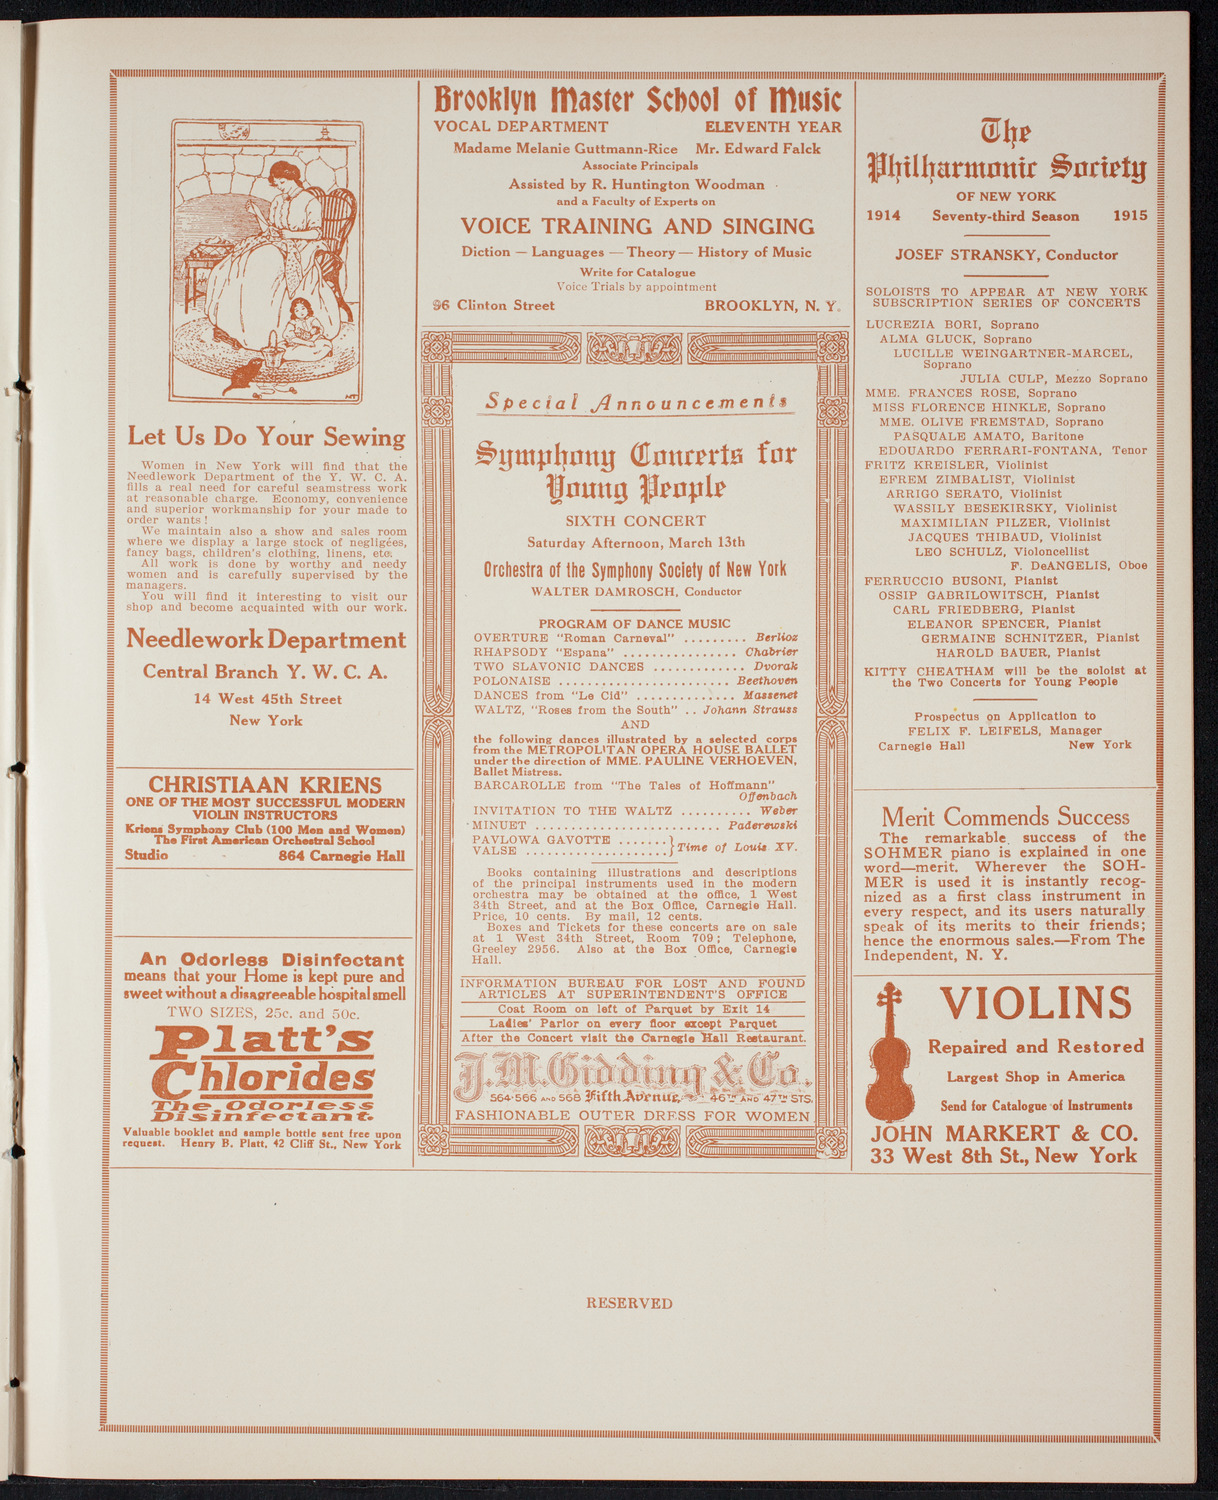 Let Us Do Your Sewing
Women in New York will find that the
Needlework Department of the Y. W. C. A.
fills a real need for careful seamstress work
at reasonable charge. Economy, convenience
and superior workmanship for your made to
order wants!
We maintain also a show and sales room
where we display a large stock of negligées,
fancy bags, children's clothing, linens, etc.
All work is done by worthy and needy
women and is carefully supervised by the
managers.
You will find it interesting to visit our
shop and become acquainted with our work.
Needlework Department
Central Branch Y. W. C. A.
14 West 45th Street
New York
CHRISTIAAN KRIENS
ONE OF THE MOST SUCCESSFUL MODERN
VIOLIN INSTRUCTORS
Kriens Symphony Club (100 Men and Women)
The First American Orchestral School
Studio 864 Carnegie Hall
An Odorless Disinfectant
means that your Home is kept pure and
sweet without a disagreeable hospital smell
TWO SIZES, 25c. and 50c.
Platt's
Chlorides
The Odorless
Disinfectant.
Valuable booklet and sample bottle sent free upon
request. Henry B. Platt, 42 Cliff St., New York
Brooklyn Master School of Music
VOCAL DEPARTMENT ELEVENTH YEAR
Madame Melanie Guttmann-Rice Mr. Edward Falck
Associate Principals
Assisted by R. Huntington Woodman
and a Faculty of Experts on
VOICE TRAINING AND SINGING
Diction — Languages — Theory — History of Music
Write for Catalogue
Voice Trials by appointment
96 Clinton Street BROOKLYN, N. Y.
Special Announcements
Symphony Concerts for
Young People
SIXTH CONCERT
Saturday Afternoon, March 13th
Orchestra of the Symphony Society of New York
WALTER DAMROSCH, Conductor
PROGRAM OF DANCE MUSIC
OVERTURE "Roman Carneval" ......... Berlioz
RHAPSODY "Espana" ............... Chabrier
TWO SLAVONIC DANCES ............. Dvorak
POLONAISE ........................ Beethoven
DANCES from "Le Cid" .............. Massenet
WALTZ, "Roses from the South" .. Johann Strauss
AND
the following dances illustrated by a selected corps
from the METROPOLITAN OPERA HOUSE BALLET
under the direction of MME. PAULINE VERHOEVEN,
Ballet Mistress.
BARCAROLLE from "The Tales of Hoffmann"
Offenbach
INVITATION TO THE WALTZ .......... Weber
MINUET .......................... Paderewski
PAVLOWA GAVOTTE .......}
VALSE ....................} Time of Louis XV.
Books containing illustrations and descriptions
of the principal instruments used in the modern
orchestra may be obtained at the office, 1 West
34th Street, and at the Box Office, Carnegie Hall.
Price, 10 cents. By mail, 12 cents.
Boxes and Tickets for these concerts are on sale
at 1 West 34th Street, Room 709; Telephone,
Greeley 2956. Also at the Box Office, Carnegie
Hall.
INFORMATION BUREAU FOR LOST AND FOUND
ARTICLES AT SUPERINTENDENT'S OFFICE
Coat Room on left of Parquet by Exit 14
Ladies' Parlor on every floor except Parquet
After the Concert visit the Carnegie Hall Restaurant.
J. M. Gidding & Co.
564-566 AND 568 Fifth Avenue, 46TH AND 47TH STS.
FASHIONABLE OUTER DRESS FOR WOMEN
The
Philharmonic Society
OF NEW YORK
1914 Seventy-third Season 1915
JOSEF STRANSKY, Conductor
SOLOISTS TO APPEAR AT NEW YORK
SUBSCRIPTION SERIES OF CONCERTS
LUCREZIA BORI, Soprano
ALMA GLUCK, Soprano
LUCILLE WEINGARTNER-MARCEL,
Soprano
JULIA CULP, Mezzo Soprano
MME. FRANCES ROSE, Soprano
MISS FLORENCE HINKLE, Soprano
MME. OLIVE FREMSTAD, Soprano
PASQUALE AMATO, Baritone
EDOUARDO FERRARI-FONTANA, Tenor
FRITZ KREISLER, Violinist
EFREM ZIMBALIST, Violinist
ARRIGO SERATO, Violinist
WASSILY BESEKIRSKY, Violinist
MAXIMILIAN PILZER, Violinist
JACQUES THIBAUD, Violinist
LEO SCHULZ, Violoncellist
F. DeANGELIS, Oboe
FERRUCCIO BUSONI, Pianist
OSSIP GABRILOWITSCH, Pianist
CARL FRIEDBERG, Pianist
ELEANOR SPENCER, Pianist
GERMAINE SCHNITZER, Pianist
HAROLD BAUER, Pianist
KITTY CHEATHAM will be the soloist at
the Two Concerts for Young People
Prospectus on Application to
FELIX F. LEIFELS, Manager
Carnegie Hall New York
Merit Commends Success
The remarkable success of the
SOHMER piano is explained in one
word—merit. Wherever the SOH-
MER is used it is instantly recog-
nized as a first class instrument in
every respect, and its users naturally
speak of its merits to their friends;
hence the enormous sales.—From The
Independent, N. Y.
VIOLINS
Repaired and Restored
Largest Shop in America
Send for Catalogue of Instruments
JOHN MARKERT & CO.
33 West 8th St., New York
RESERVED